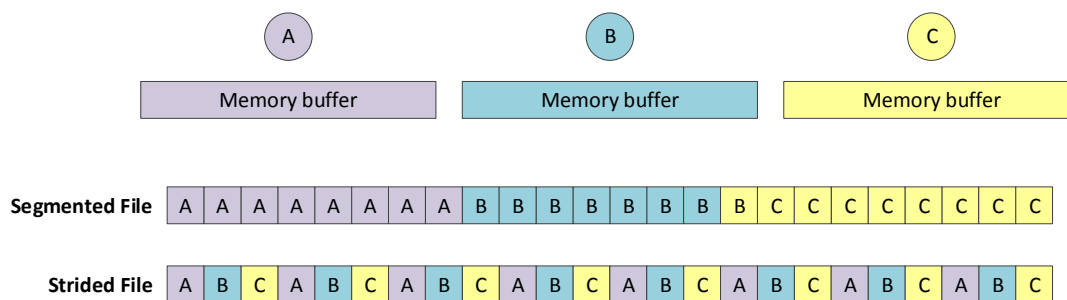 A B C
Memory buffer Memory buffer Memory buffer
Segmented File A A A A A A A A B B B B B B B B C C C C C C C C
Strided File A B C A B C A B C A B C A B C A B C A B C A B C